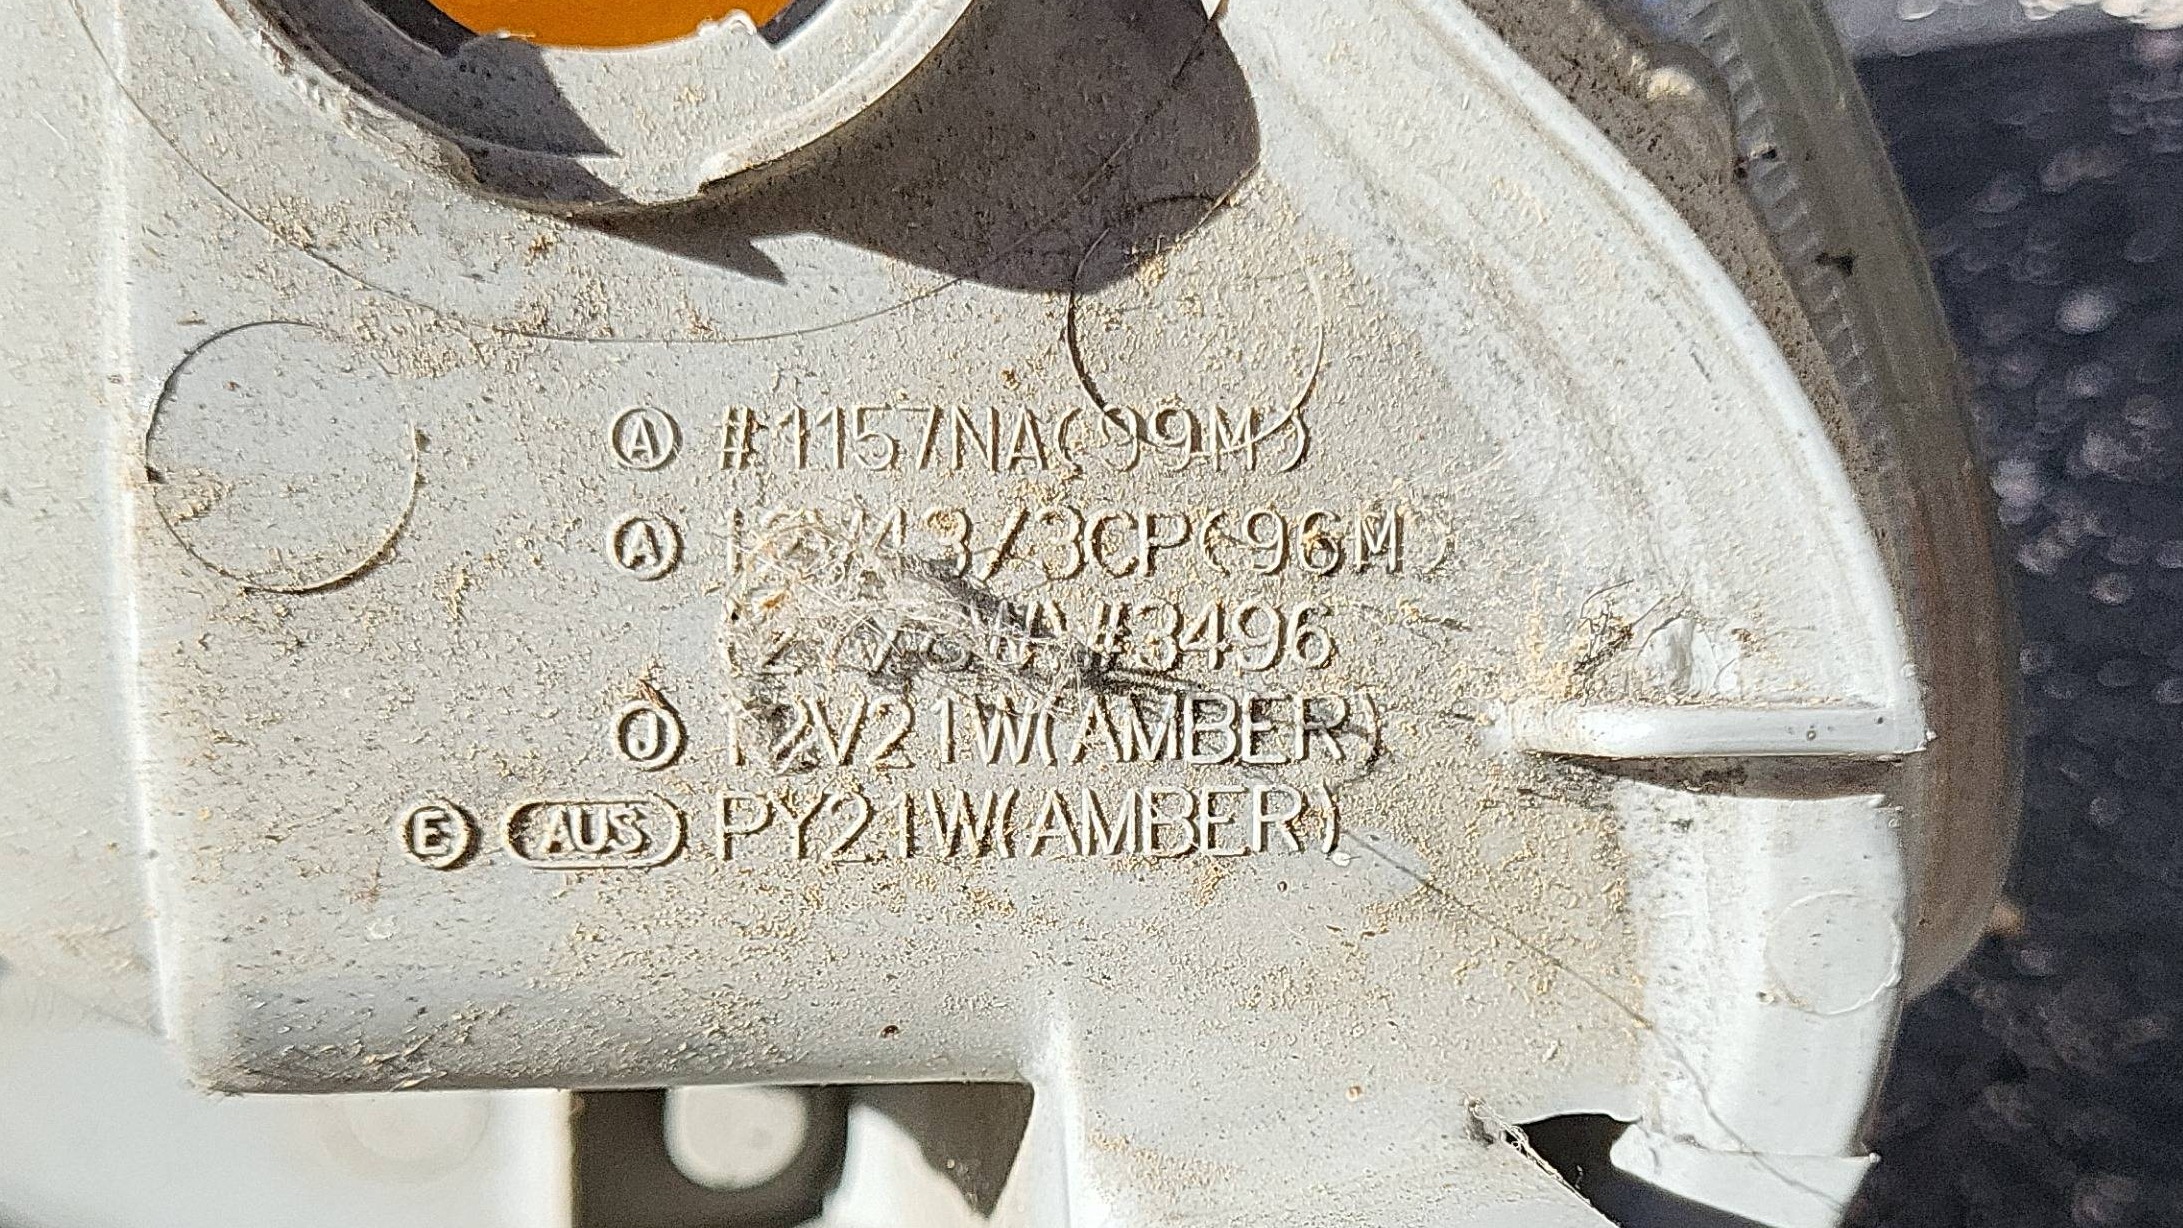 Ⓐ #1157NA(99M)
Ⓐ 12V43/3CP(96M)
#3496
Ⓙ 12V21W(AMBER)
Ⓔ AUS PY21W(AMBER)